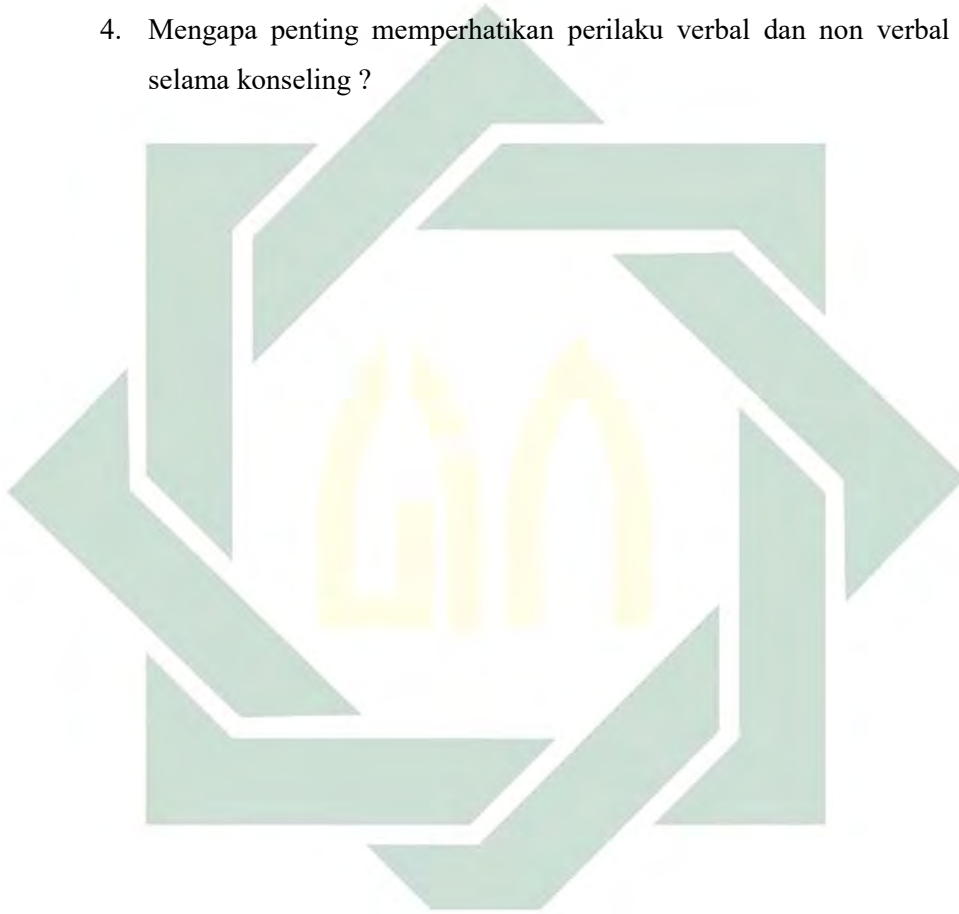 4. Mengapa penting memperhatikan perilaku verbal dan non verbal
selama konseling ?